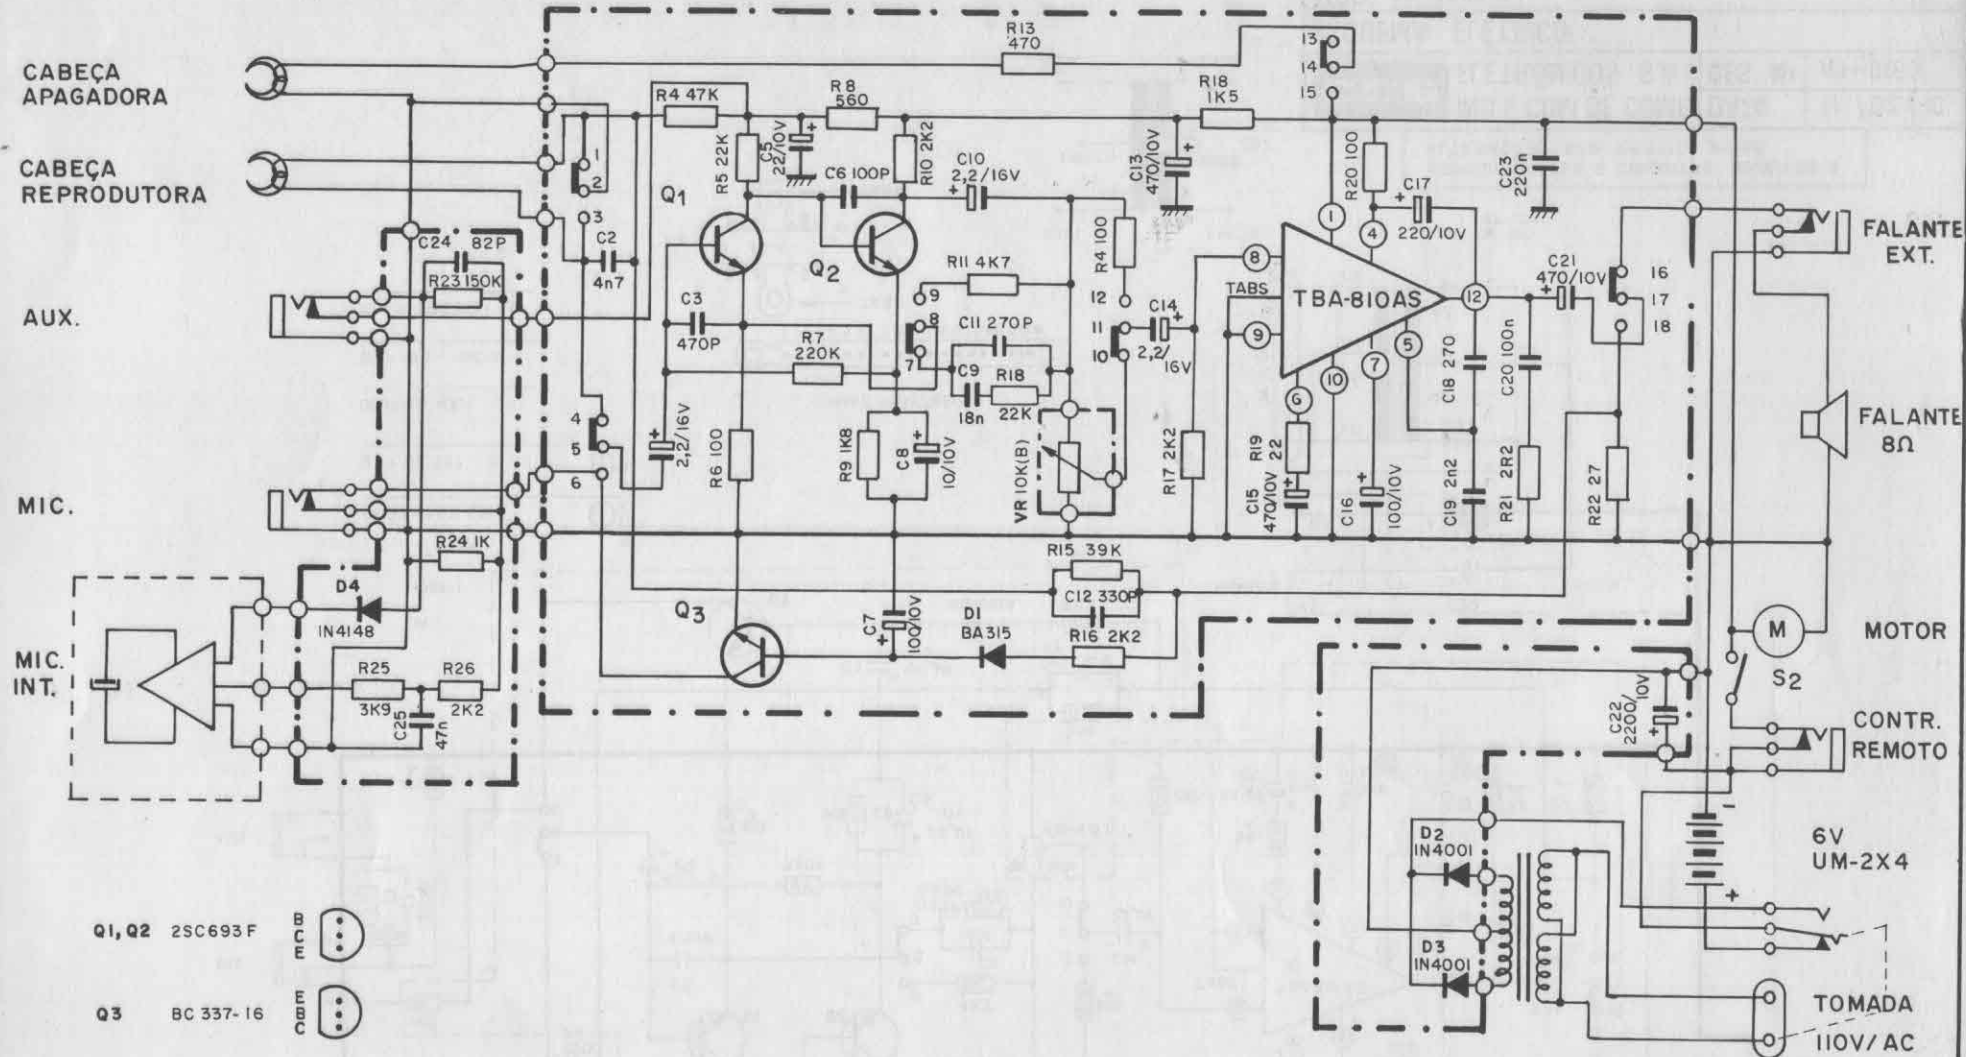 CABEÇA
APAGADORA
CABEÇA
REPRODUTORA
AUX.
MIC.
MIC.
INT.
C24 82P
R23 150K
R24 1K
D4
1N4148
R25
3K9
R26
2K2
C25
47n
R13
470
R4 47K
R8
560
R5 22K
C5
22/10V
R10 2K2
C6 100P
C10
2,2/16V
C13
470/10V
R18
1K5
13
14
15
1
2
3
C2
4n7
Q1
Q2
C3
470P
R7
220K
R11 4K7
9
8
7
C11 270P
C9
18n
R18
22K
R4 100
12
11
10
C14
2,2/
16V
4
5
6
2,2/16V
R6 100
R9 1K8
C8
10/10V
VR 10K(B)
R17 2K2
R20 100
C17
220/10V
C23
220n
TBA-810AS
TABS
1
4
8
9
12
5
7
10
6
C21
470/10V
16
17
18
C18 270
C20 100n
R19
22
C15
470/10V
C16
100/10V
C19 2n2
R21 2R2
R22 27
Q3
C7
100/10V
D1
BA315
R15 39K
C12 330P
R16 2K2
FALANTE
EXT.
FALANTE
8Ω
M
MOTOR
S2
CONTR.
REMOTO
C22
2200/
10V
-
6V
UM-2X4
+
D2
1N4001
D3
1N4001
TOMADA
110V/AC
Q1, Q2 2SC693F
B
C
E
Q3 BC 337-16
E
B
C